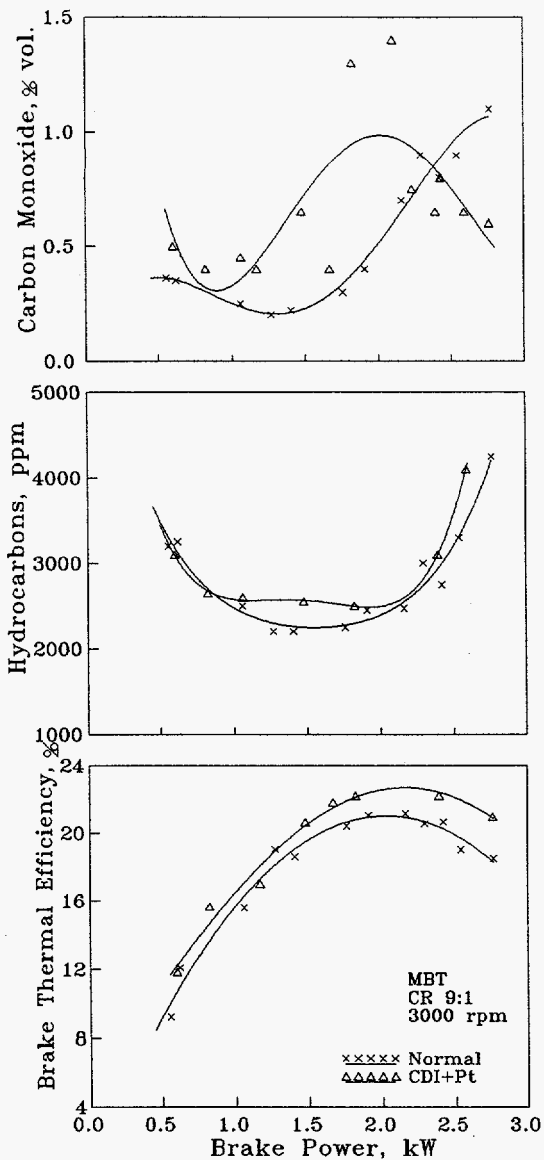 Carbon Monoxide, % vol.
1.5
1.0
0.5
0.0
Hydrocarbons, ppm
5000
4000
3000
2000
1000
Brake Thermal Efficiency, %
24
20
16
12
8
4
MBT
CR 9:1
3000 rpm
××××× Normal
△△△△△ CDI+Pt
0.0 0.5 1.0 1.5 2.0 2.5 3.0
Brake Power, kW